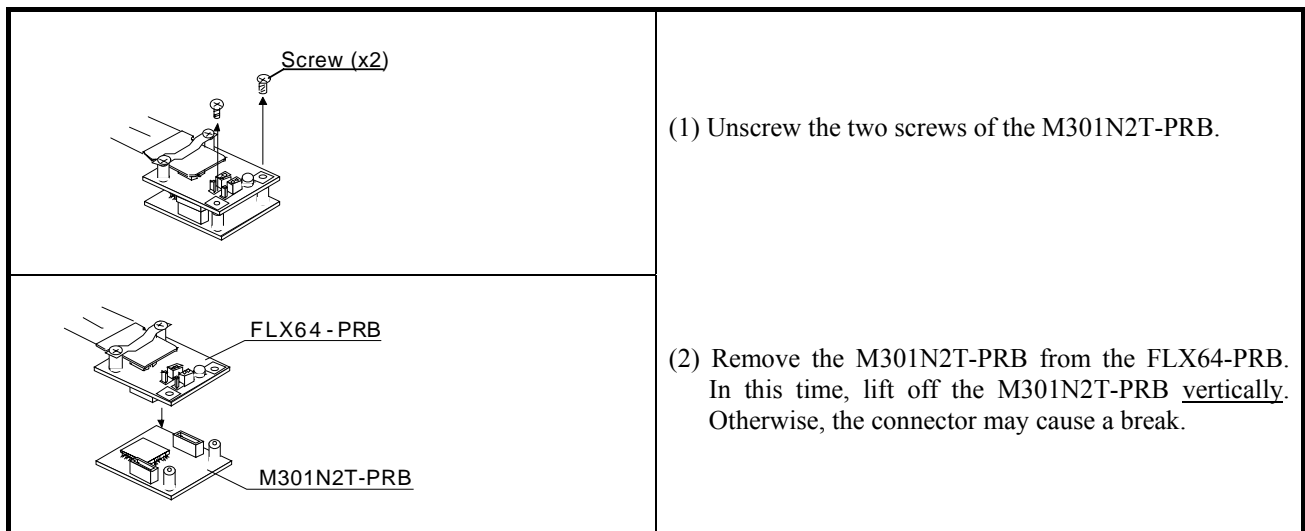 Screw (x2)
(1) Unscrew the two screws of the M301N2T-PRB.
FLX64-PRB
M301N2T-PRB
(2) Remove the M301N2T-PRB from the FLX64-PRB.
In this time, lift off the M301N2T-PRB vertically.
Otherwise, the connector may cause a break.